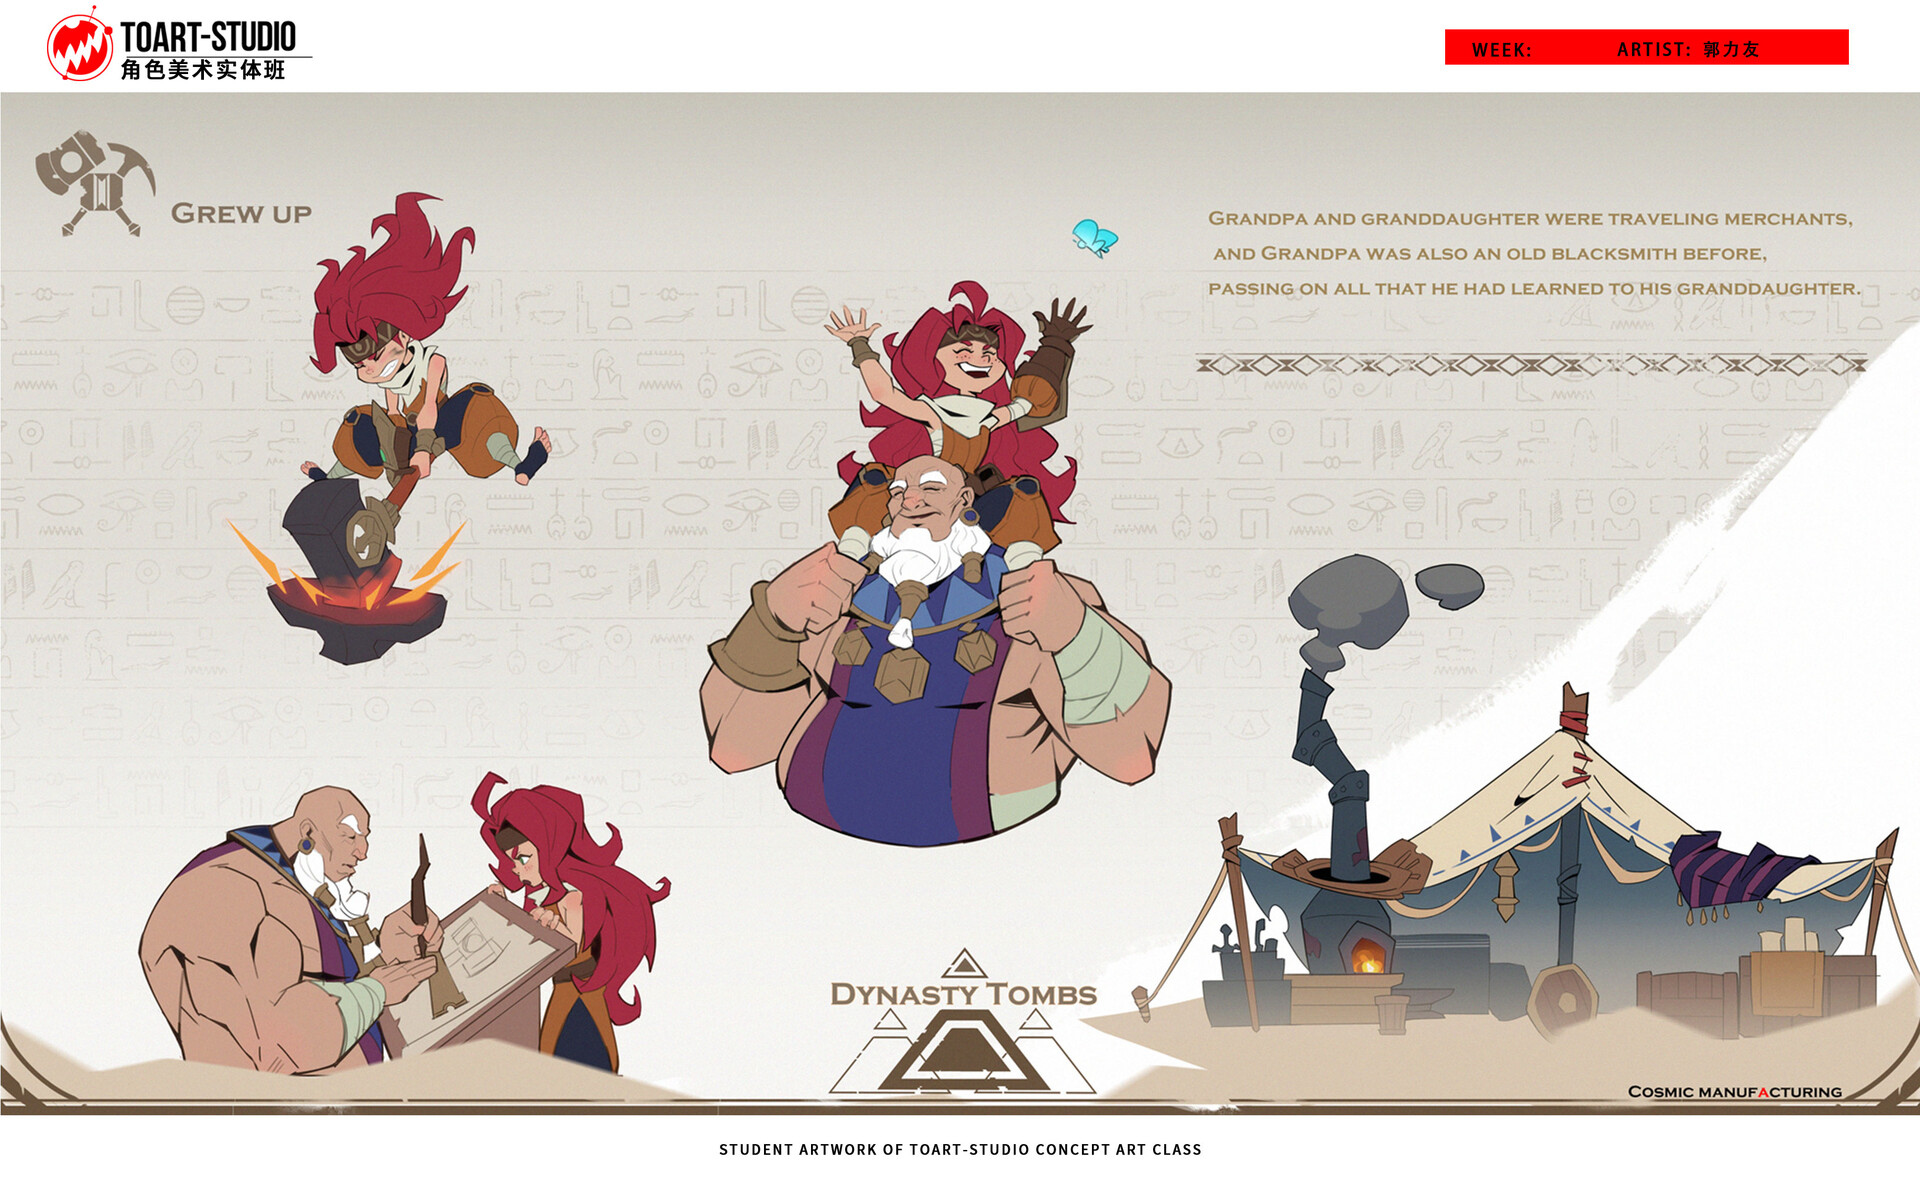 TOART-STUDIO
角色美术实体班
WEEK:
ARTIST: 郭力友
GREW UP
GRANDPA AND GRANDDAUGHTER WERE TRAVELING MERCHANTS,
AND GRANDPA WAS ALSO AN OLD BLACKSMITH BEFORE,
PASSING ON ALL THAT HE HAD LEARNED TO HIS GRANDDAUGHTER.
DYNASTY TOMBS
COSMIC MANUFACTURING
STUDENT ARTWORK OF TOART-STUDIO CONCEPT ART CLASS